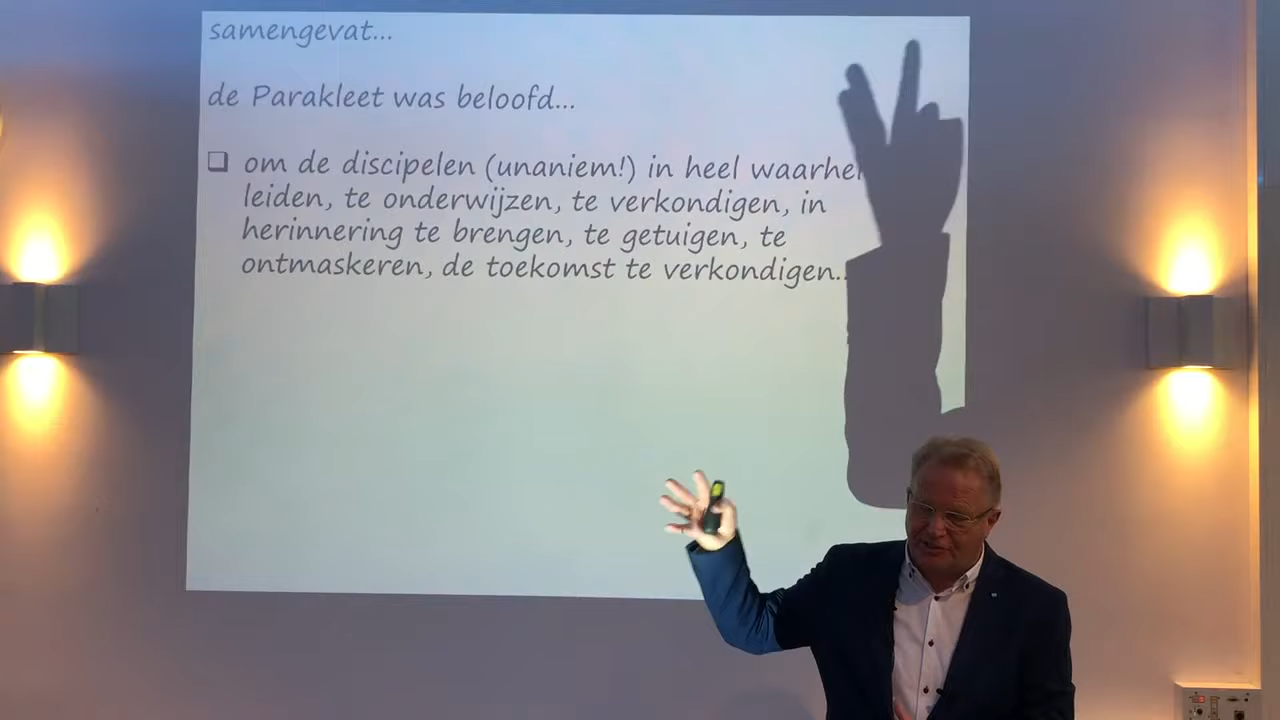 samengevat...
de Parakleet was beloofd...
om de discipelen (unaniem!) in heel
leiden, te onderwijzen, te verkondigen, in
herinnering te brengen, te getuigen, te
ontmaskeren, de toekomst te verkondigen..